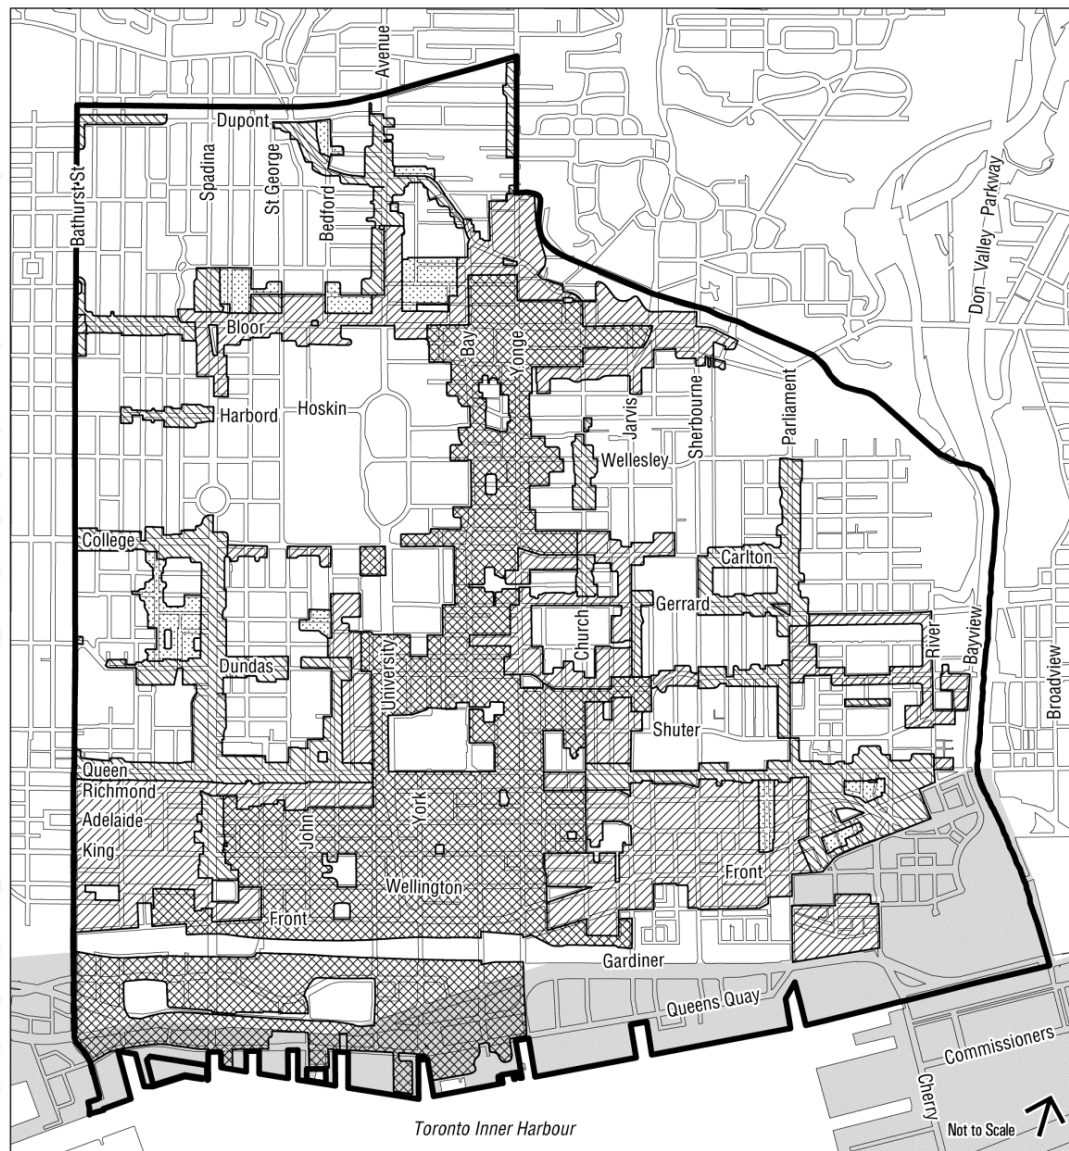 Avenue
Dupont
Bathurst St
Spadina
St George
Bedford
Don Valley Parkway
Bloor
Bay
Yonge
Harbord
Hoskin
Jarvis
Sherbourne
Parliament
Wellesley
College
Carlton
Gerrard
Church
University
Dundas
River
Bayview
Broadview
Shuter
Queen
Richmond
Adelaide
King
John
York
Wellington
Front
Front
Gardiner
Queens Quay
Commissioners
Cherry
Not to Scale
Toronto Inner Harbour